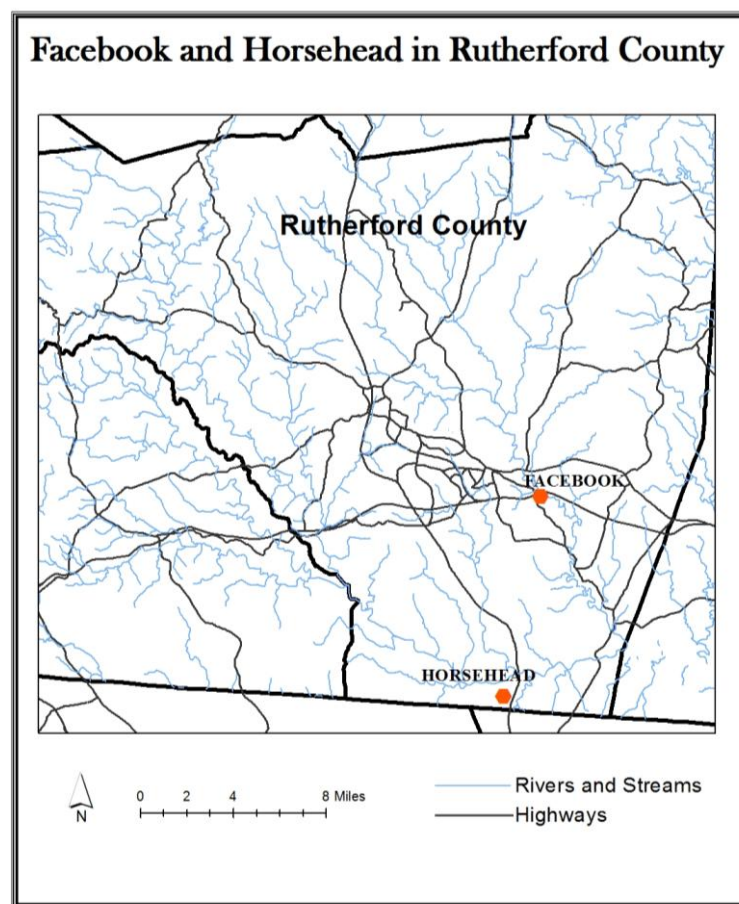 Facebook and Horsehead in Rutherford County
Rutherford County
FACEBOOK
HORSEHEAD
0 2 4 8 Miles
N
Rivers and Streams
Highways